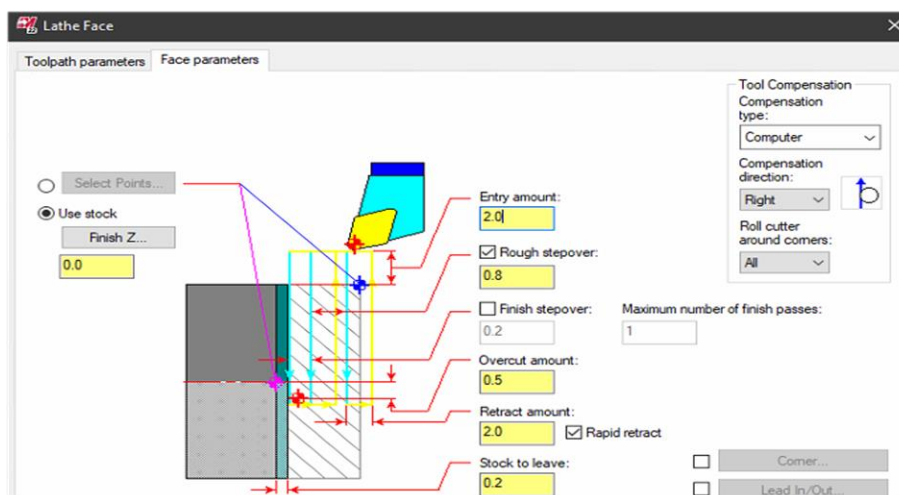 Lathe Face
Toolpath parameters
Face parameters
Tool Compensation
Compensation
type:
Computer
Compensation
direction:
Right
Roll cutter
around corners:
All
Select Points...
Use stock
Finish Z...
0.0
Entry amount:
2.0
Rough stepover:
0.8
Finish stepover:
0.2
Maximum number of finish passes:
1
Overcut amount:
0.5
Retract amount:
2.0
Rapid retract
Stock to leave:
0.2
Corner...
Lead In/Out...